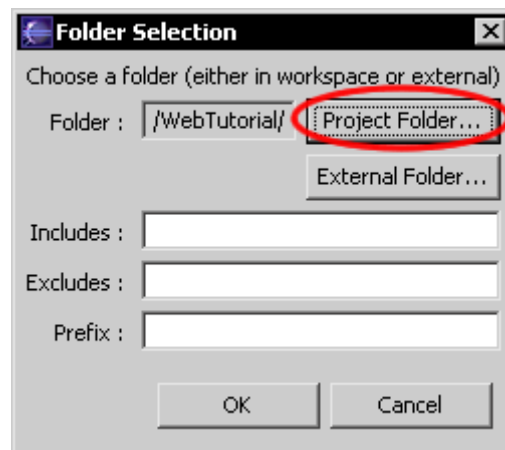 Folder Selection
Choose a folder (either in workspace or external)
Folder : /WebTutorial/ Project Folder...
External Folder...
Includes :
Excludes :
Prefix :
OK Cancel